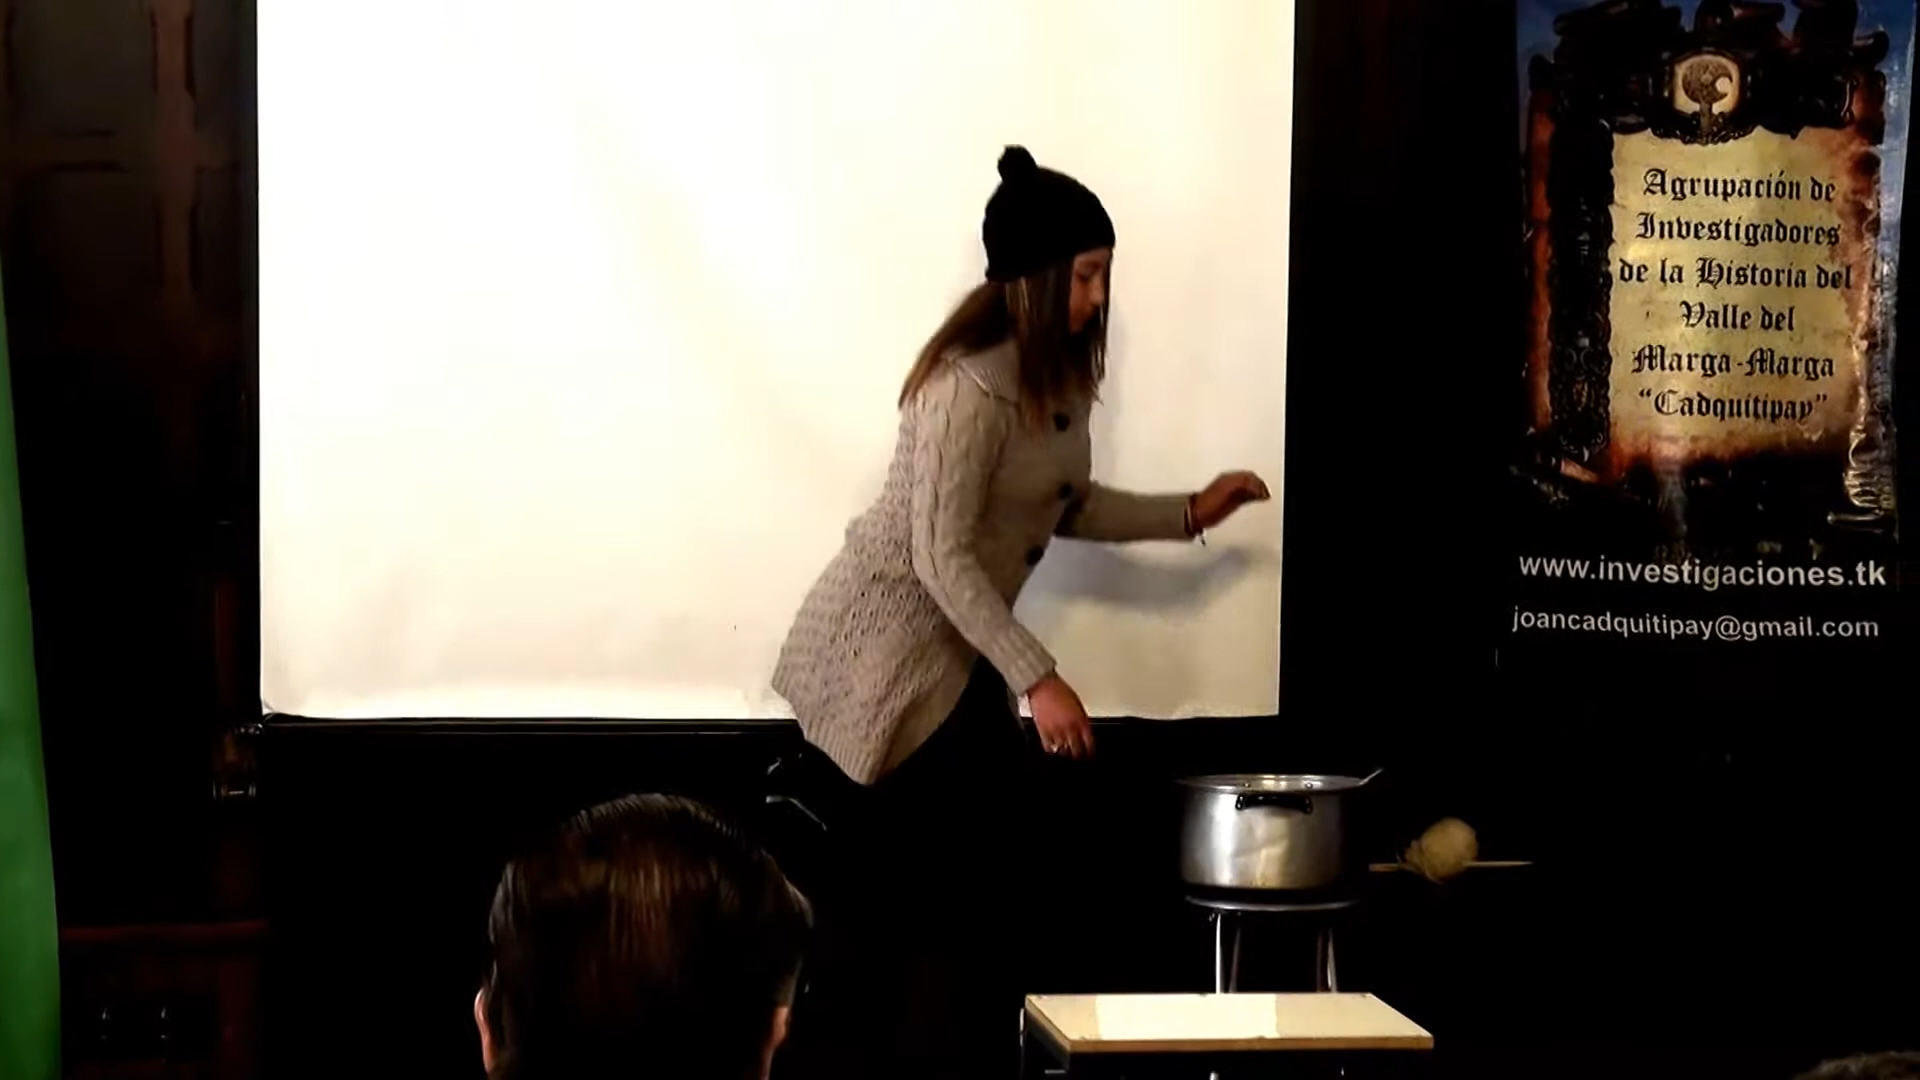 Agrupación de
Investigadores
de la Historia del
Valle del
Marga-Marga
“Cadquitipay”
www.investigaciones.tk
joancadquitipay@gmail.com